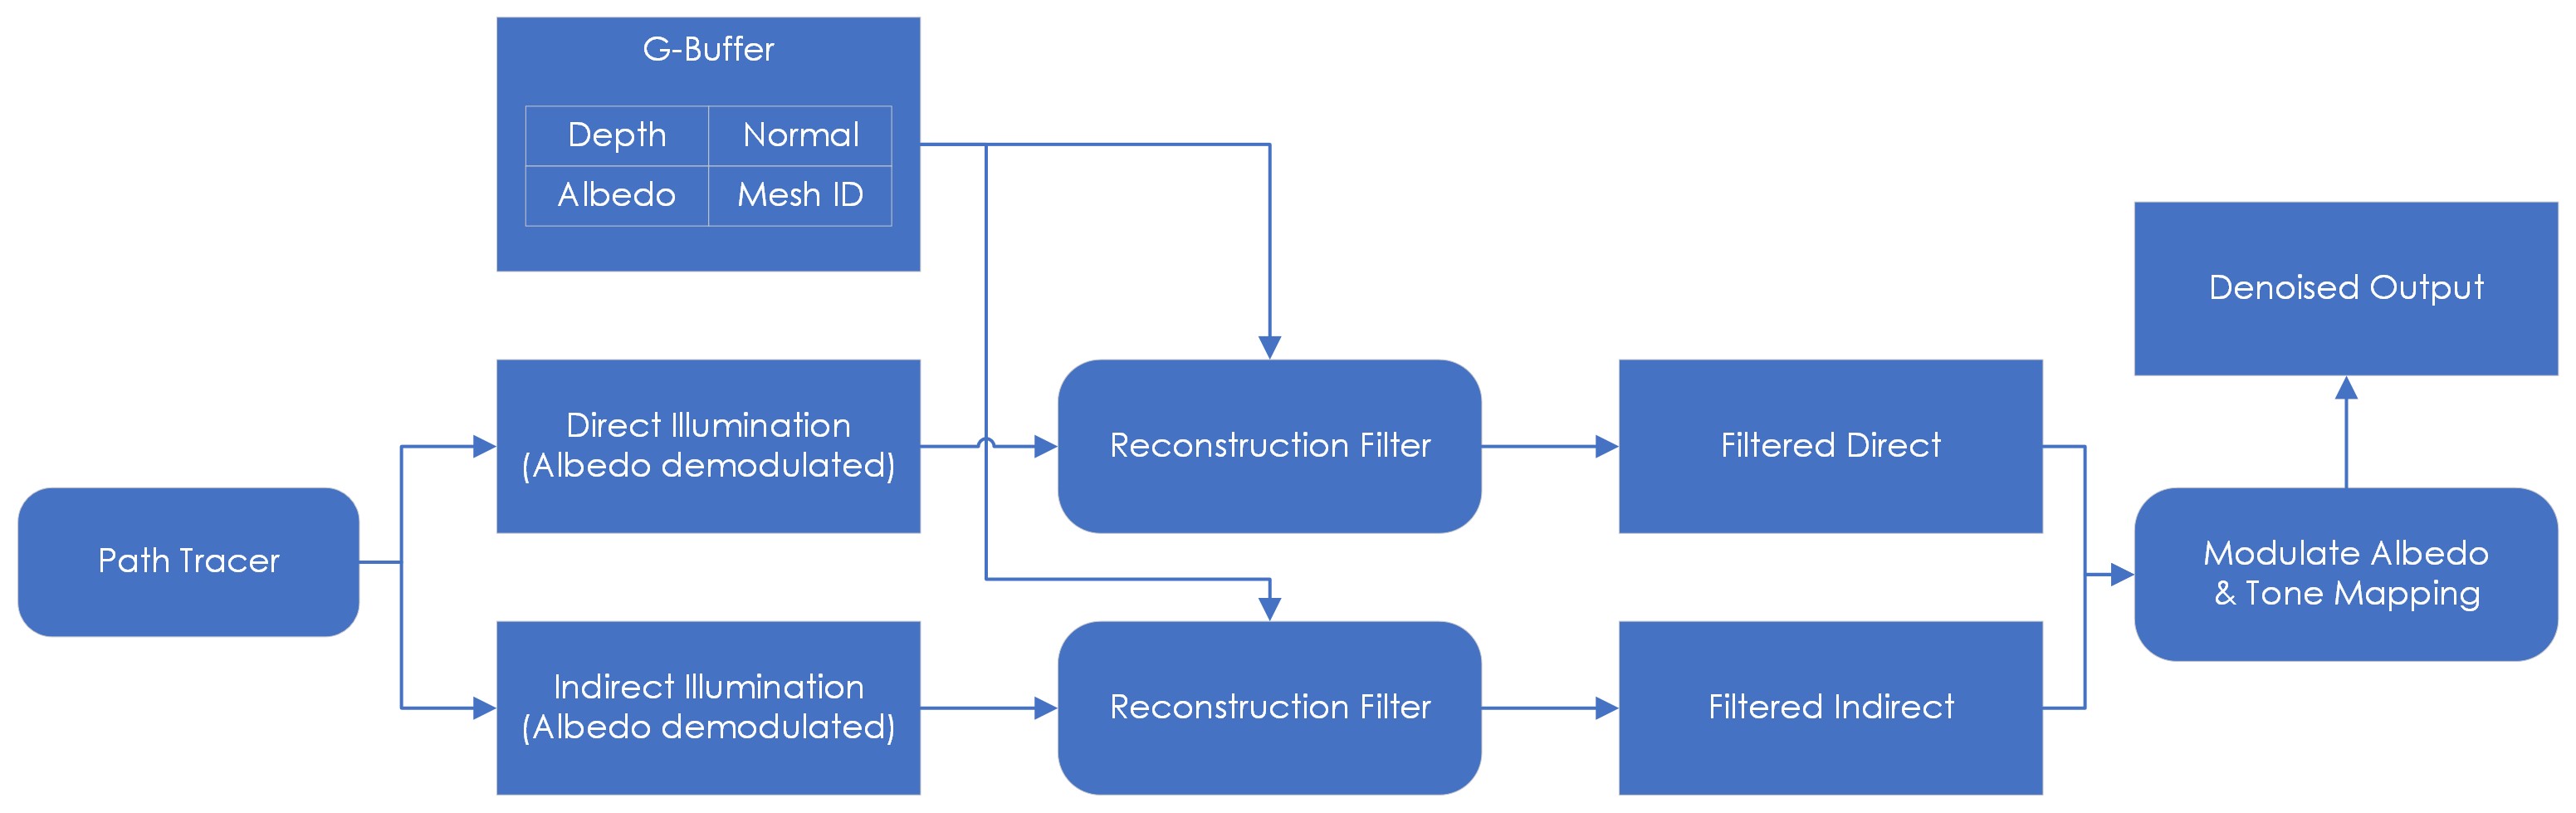 G-Buffer
Depth Normal
Albedo Mesh ID
Denoised Output
Direct Illumination
(Albedo demodulated)
Reconstruction Filter
Filtered Direct
Path Tracer
Modulate Albedo
& Tone Mapping
Indirect Illumination
(Albedo demodulated)
Reconstruction Filter
Filtered Indirect